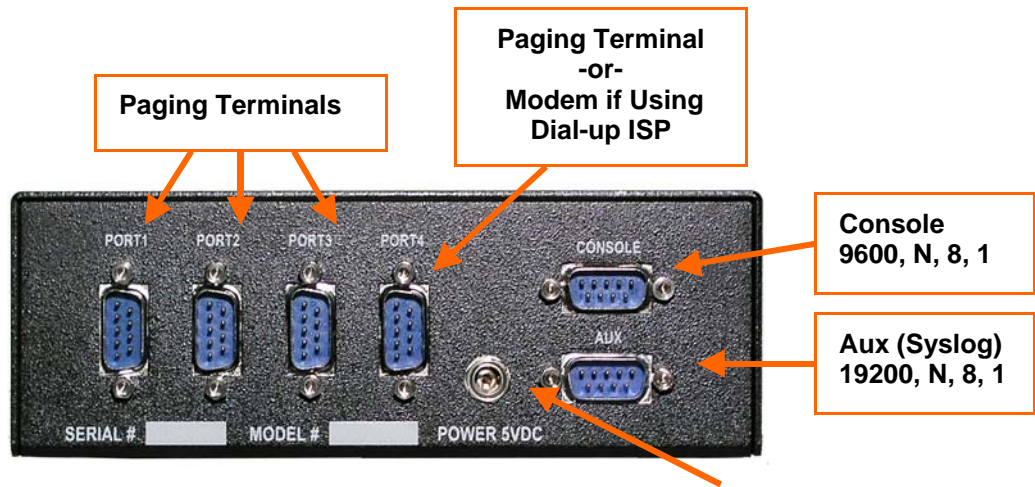 Paging Terminal
-or-
Modem if Using
Dial-up ISP
Paging Terminals
Console
9600, N, 8, 1
Aux (Syslog)
19200, N, 8, 1
PORT1
PORT2
PORT3
PORT4
CONSOLE
AUX
SERIAL #
MODEL #
POWER 5VDC